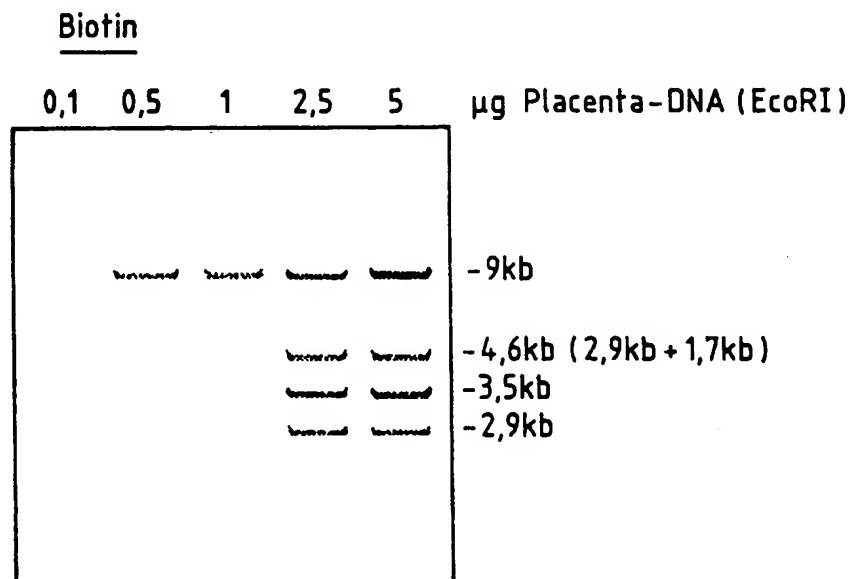 Biotin
0,1 0,5 1 2,5 5 µg Placenta-DNA (EcoRI)
-9kb
-4,6kb (2,9kb+1,7kb)
-3,5kb
-2,9kb